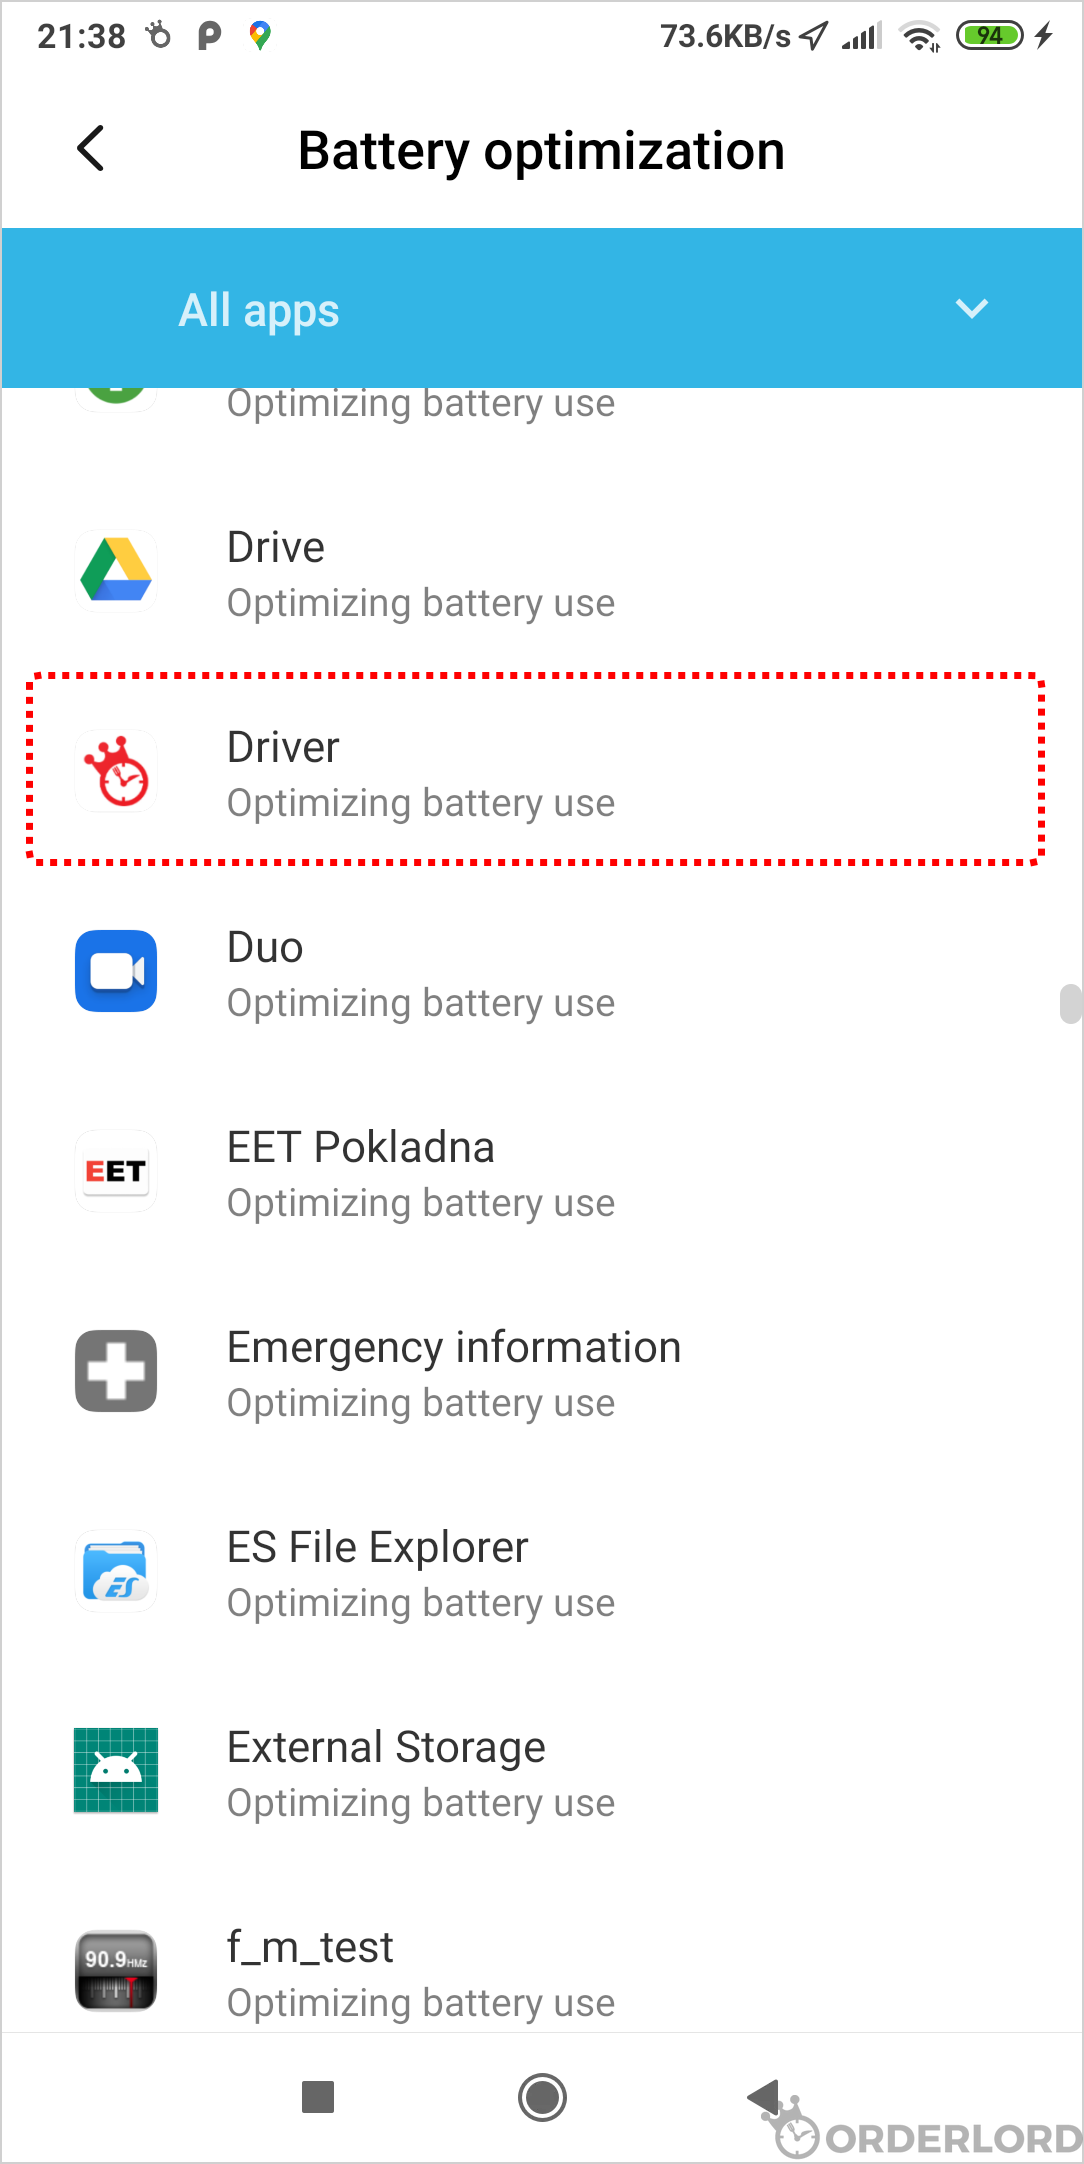 21:38 73.6KB/s 94
Battery optimization
All apps
Optimizing battery use
Drive
Optimizing battery use
Driver
Optimizing battery use
Duo
Optimizing battery use
EET Pokladna
EET
Optimizing battery use
Emergency information
Optimizing battery use
ES File Explorer
ES
Optimizing battery use
External Storage
Optimizing battery use
f_m_test
90.9HMz
Optimizing battery use
ORDERLORD